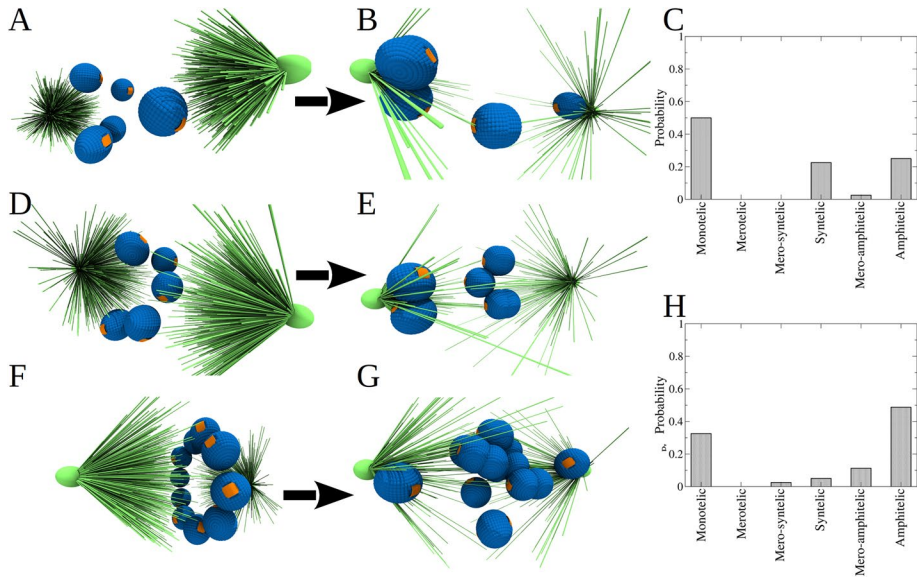 A
B
C
Probability
1
0.8
0.6
0.4
0.2
0
Monotelic
Merotelic
Mero-syntelic
Syntelic
Mero-amphitelic
Amphitelic
D
E
F
G
H
Probability
1
0.8
0.6
0.4
0.2
0
Monotelic
Merotelic
Mero-syntelic
Syntelic
Mero-amphitelic
Amphitelic